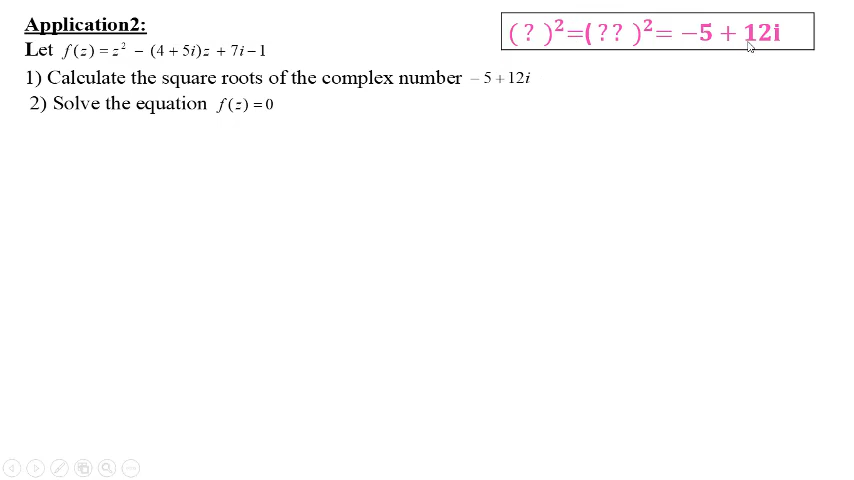 Application2:
( ? )²=( ?? )²= −5 + 12i
Let f(z) = z² − (4 + 5i)z + 7i − 1
1) Calculate the square roots of the complex number − 5 + 12i
2) Solve the equation f(z) = 0